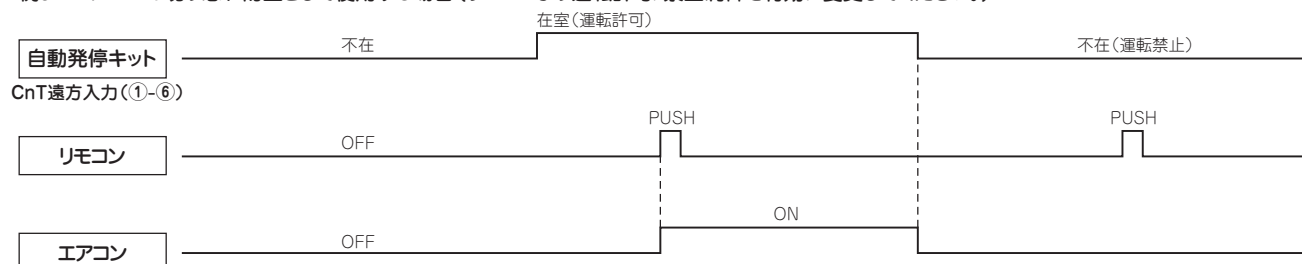 在室（運転許可）
不在
不在（運転禁止）
自動発停キット
CnT遠方入力（①-⑥）
PUSH
PUSH
OFF
リモコン
ON
OFF
エアコン